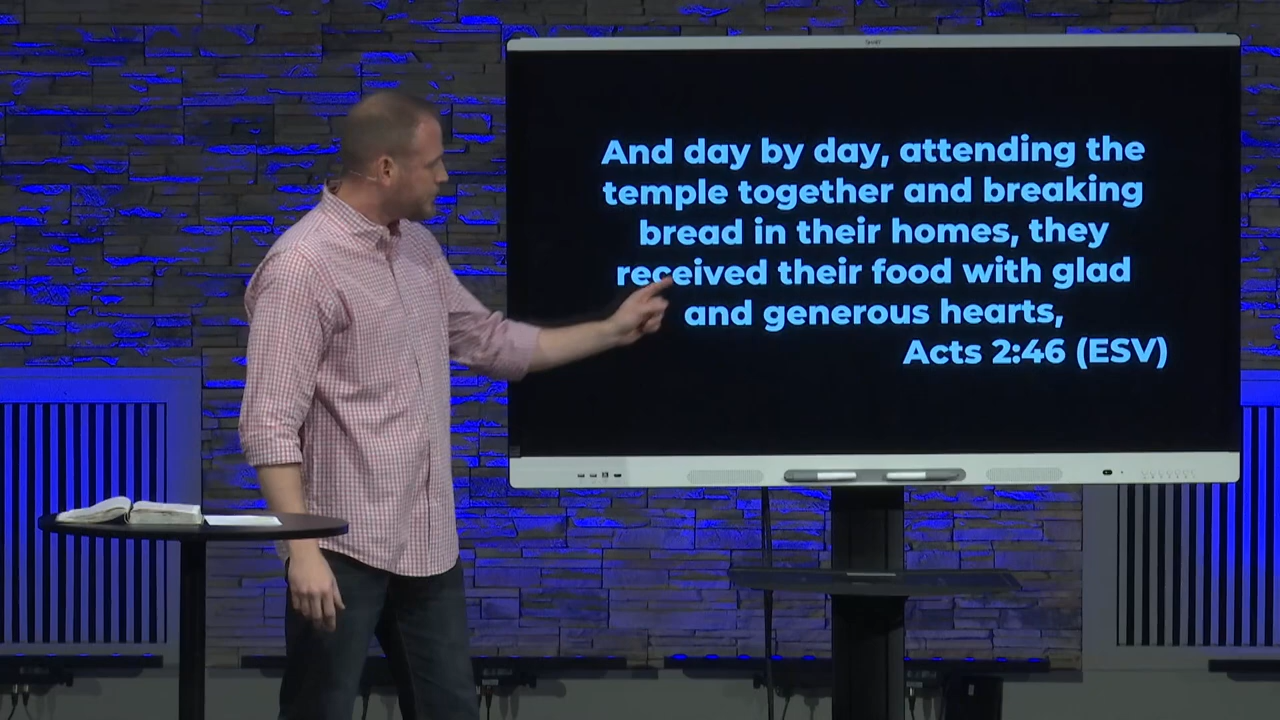 SMART
And day by day, attending the
temple together and breaking
bread in their homes, they
received their food with glad
and generous hearts,
Acts 2:46 (ESV)